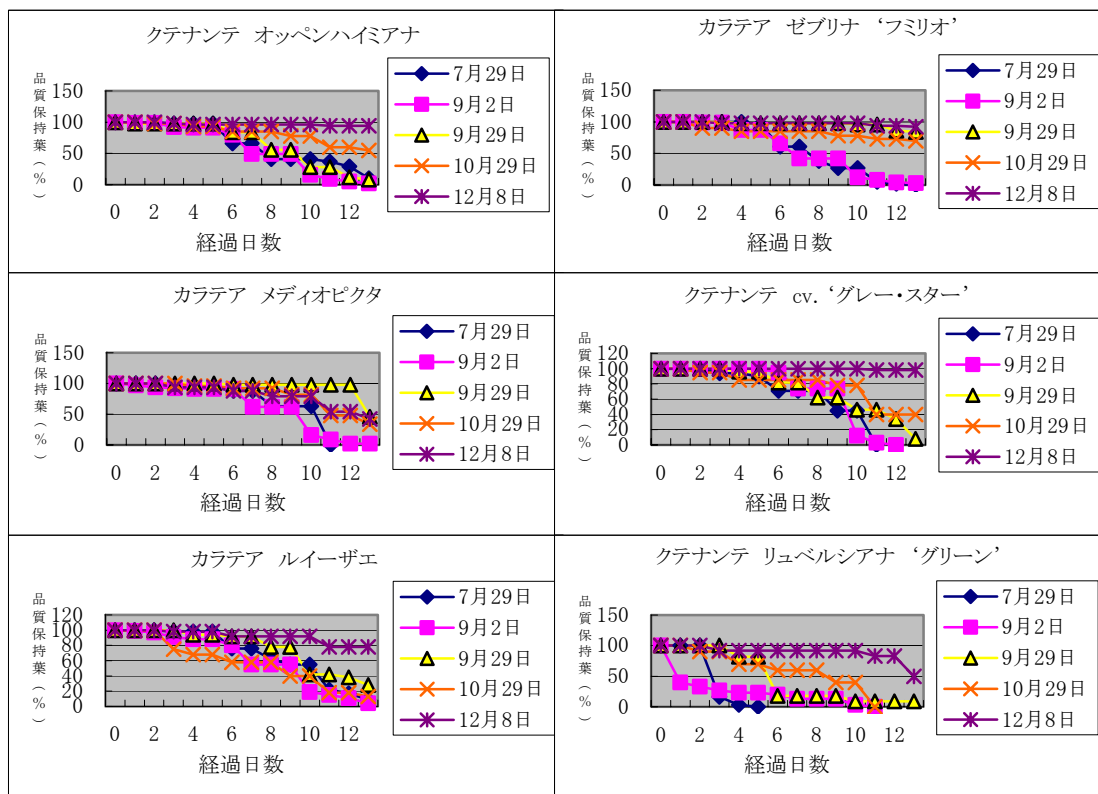 クテナンテ オッペンハイミアナ
品質保持葉(%)
150
100
50
0
0 2 4 6 8 10 12
経過日数
7月29日
9月2日
9月29日
10月29日
12月8日
カラテア ゼブリナ ‘フミリオ’
品質保持葉(%)
150
100
50
0
0 2 4 6 8 10 12
経過日数
7月29日
9月2日
9月29日
10月29日
12月8日
カラテア メディオピクタ
品質保持葉(%)
150
100
50
0
0 2 4 6 8 10 12
経過日数
7月29日
9月2日
9月29日
10月29日
12月8日
クテナンテ cv. ‘グレー・スター’
品質保持葉(%)
120
100
80
60
40
20
0
0 2 4 6 8 10 12
経過日数
7月29日
9月2日
9月29日
10月29日
12月8日
カラテア ルイーザエ
品質保持葉(%)
120
100
80
60
40
20
0
0 2 4 6 8 10 12
経過日数
7月29日
9月2日
9月29日
10月29日
12月8日
クテナンテ リュベルシアナ ‘グリーン’
品質保持葉(%)
150
100
50
0
0 2 4 6 8 10 12
経過日数
7月29日
9月2日
9月29日
10月29日
12月8日